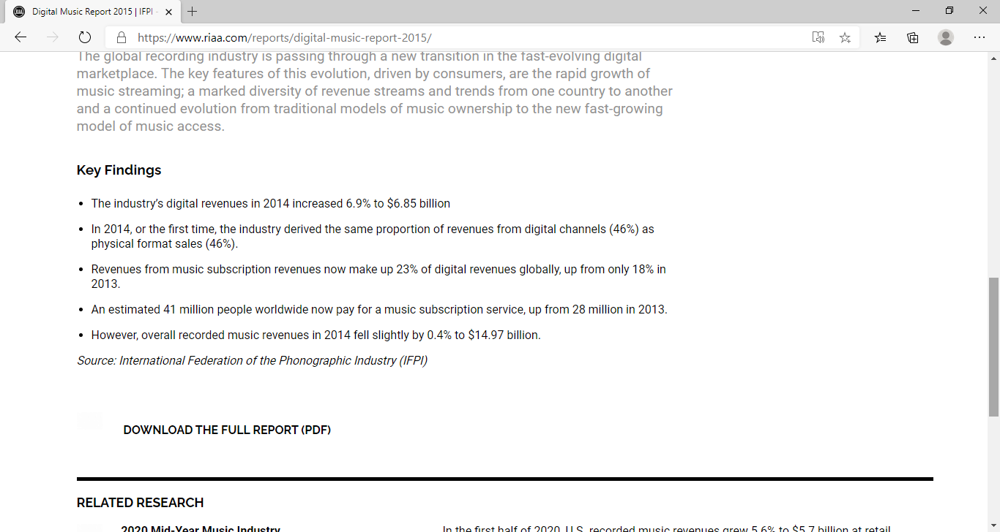 Digital Music Report 2015 | IFPI -
https://www.riaa.com/reports/digital-music-report-2015/
The global recording industry is passing through a new transition in the fast-evolving digital
marketplace. The key features of this evolution, driven by consumers, are the rapid growth of
music streaming; a marked diversity of revenue streams and trends from one country to another
and a continued evolution from traditional models of music ownership to the new fast-growing
model of music access.
Key Findings
• The industry’s digital revenues in 2014 increased 6.9% to $6.85 billion
• In 2014, or the first time, the industry derived the same proportion of revenues from digital channels (46%) as
physical format sales (46%).
• Revenues from music subscription revenues now make up 23% of digital revenues globally, up from only 18% in
2013.
• An estimated 41 million people worldwide now pay for a music subscription service, up from 28 million in 2013.
• However, overall recorded music revenues in 2014 fell slightly by 0.4% to $14.97 billion.
Source: International Federation of the Phonographic Industry (IFPI)
DOWNLOAD THE FULL REPORT (PDF)
RELATED RESEARCH
2020 Mid-Year Music Industry
In the first half of 2020, U.S. recorded music revenues grew 5.6% to $5.7 billion at retail